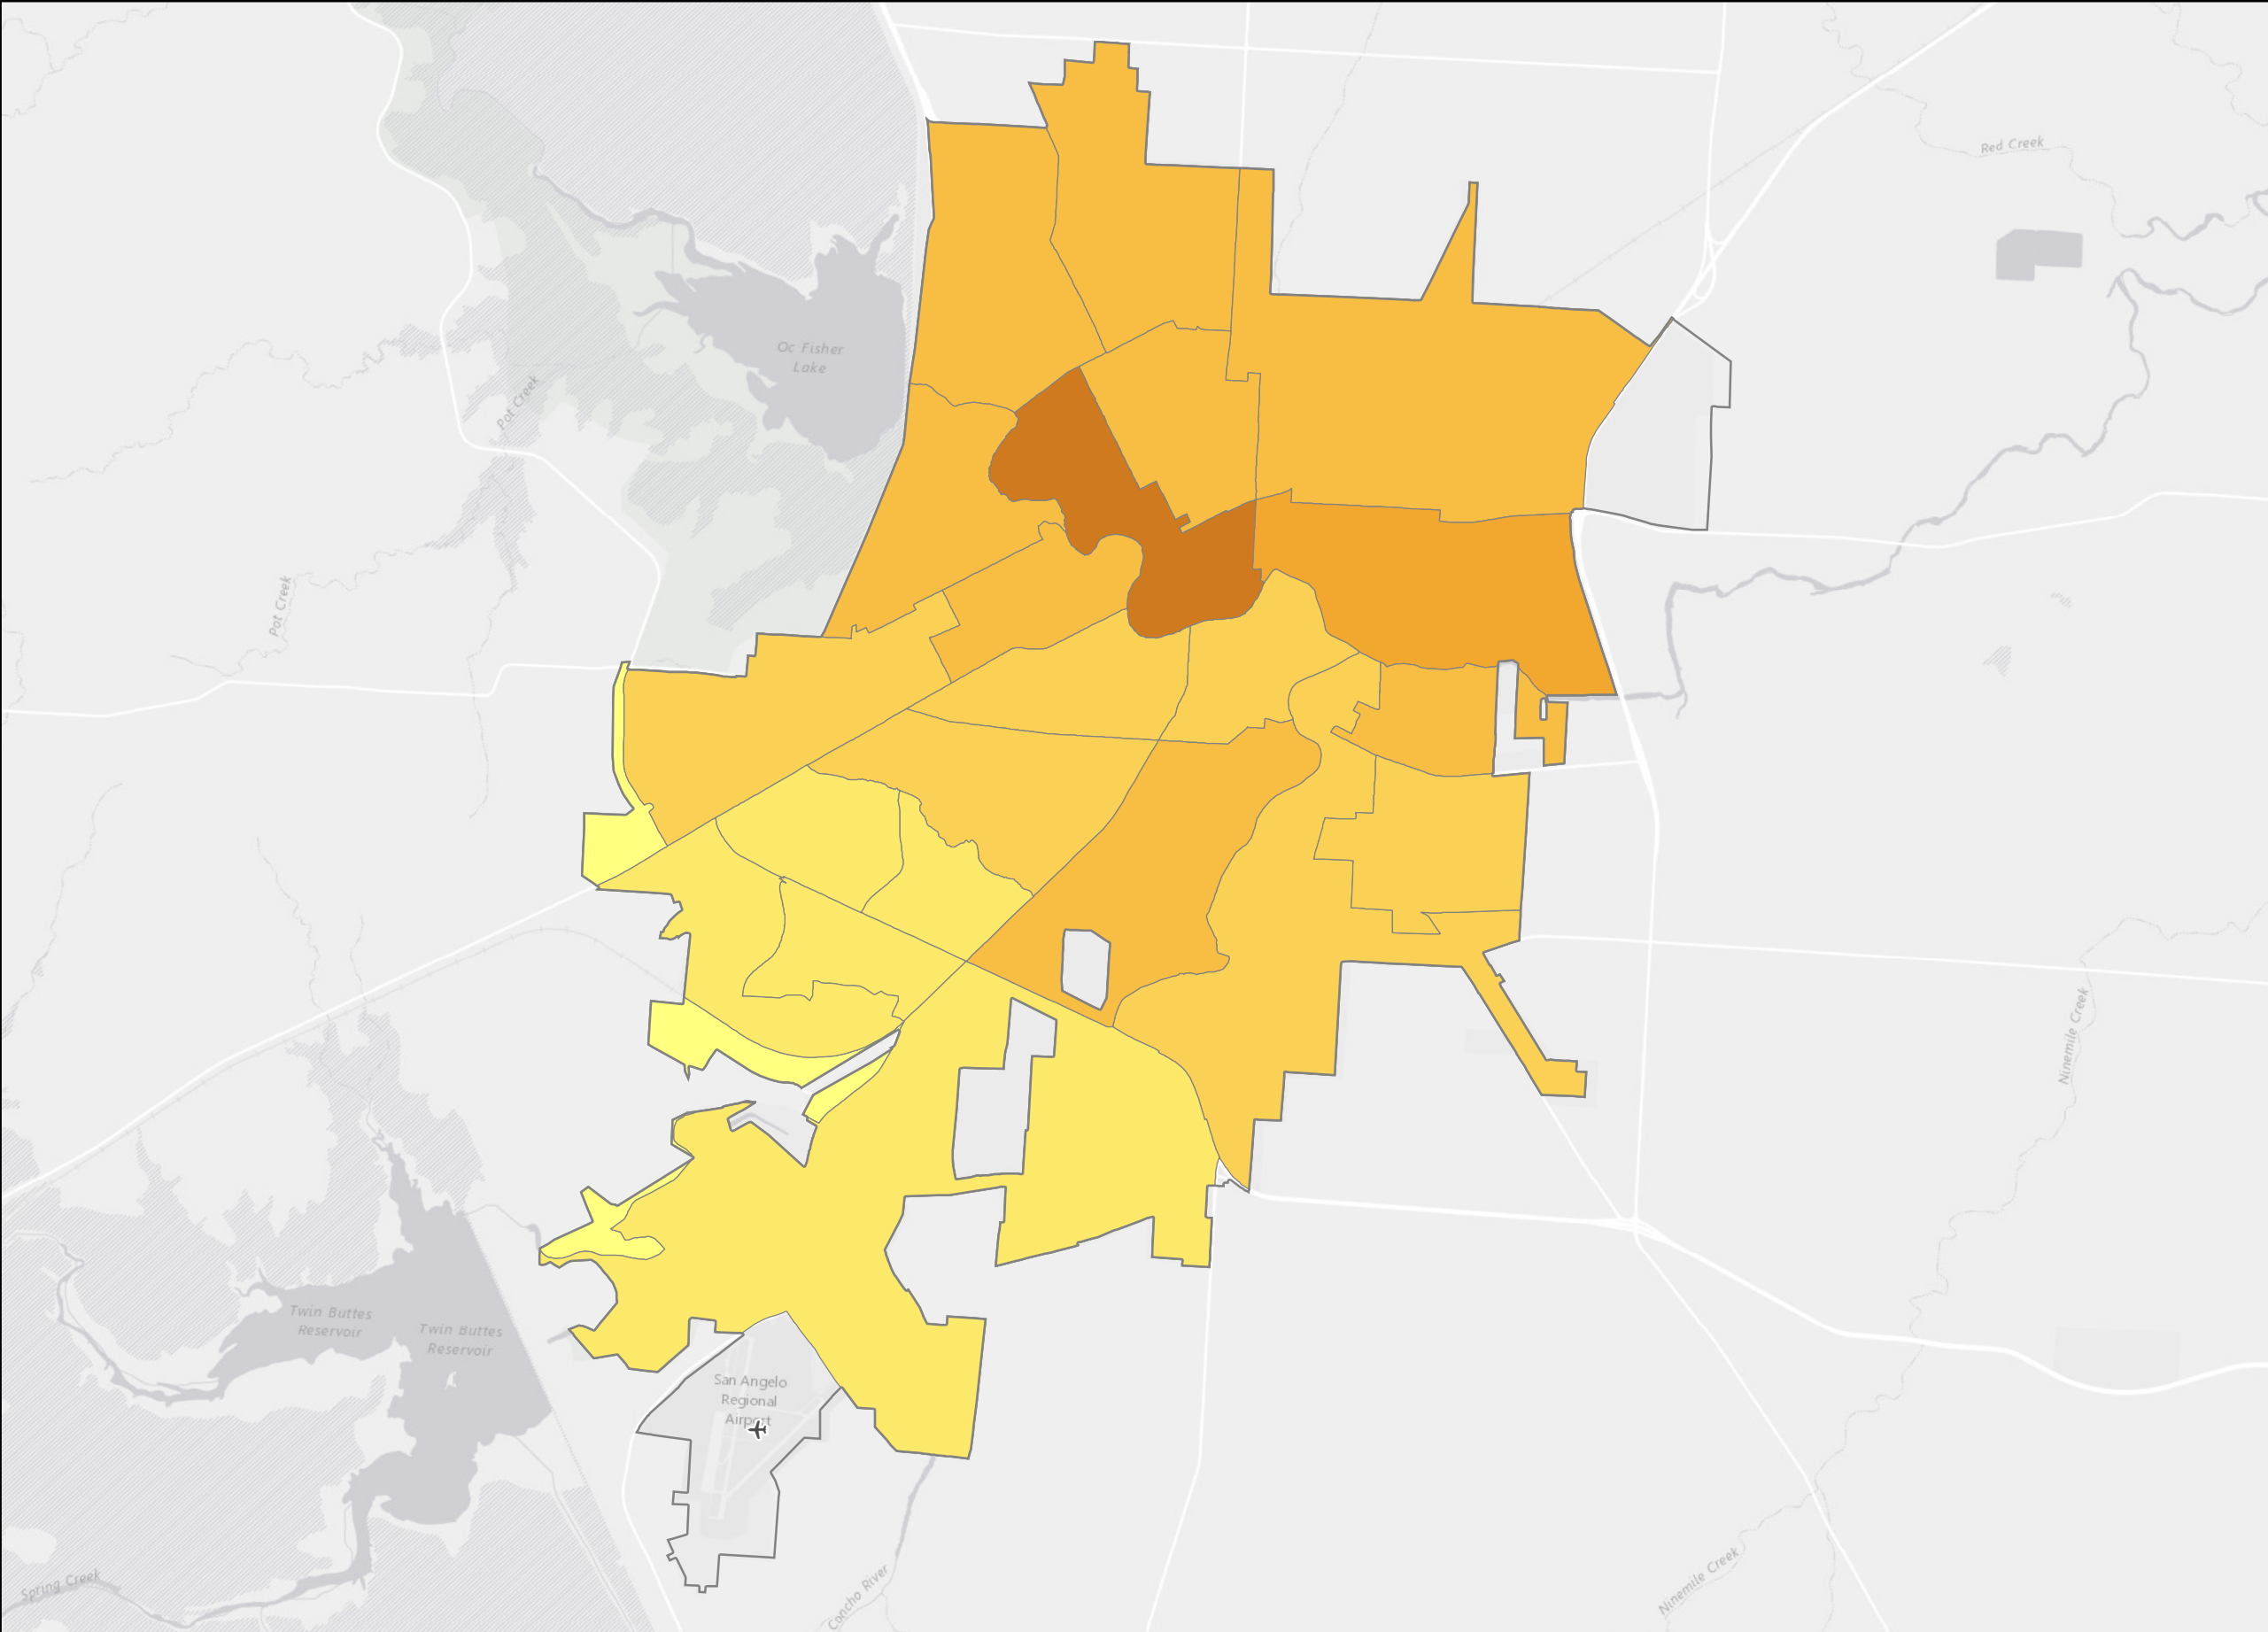 Red Creek
Oc Fisher
Lake
Pot Creek
Pot Creek
Ninemile Creek
Twin Buttes
Reservoir
Twin Buttes
Reservoir
San Angelo
Regional
Airport
Spring Creek
Concho River
Ninemile Creek